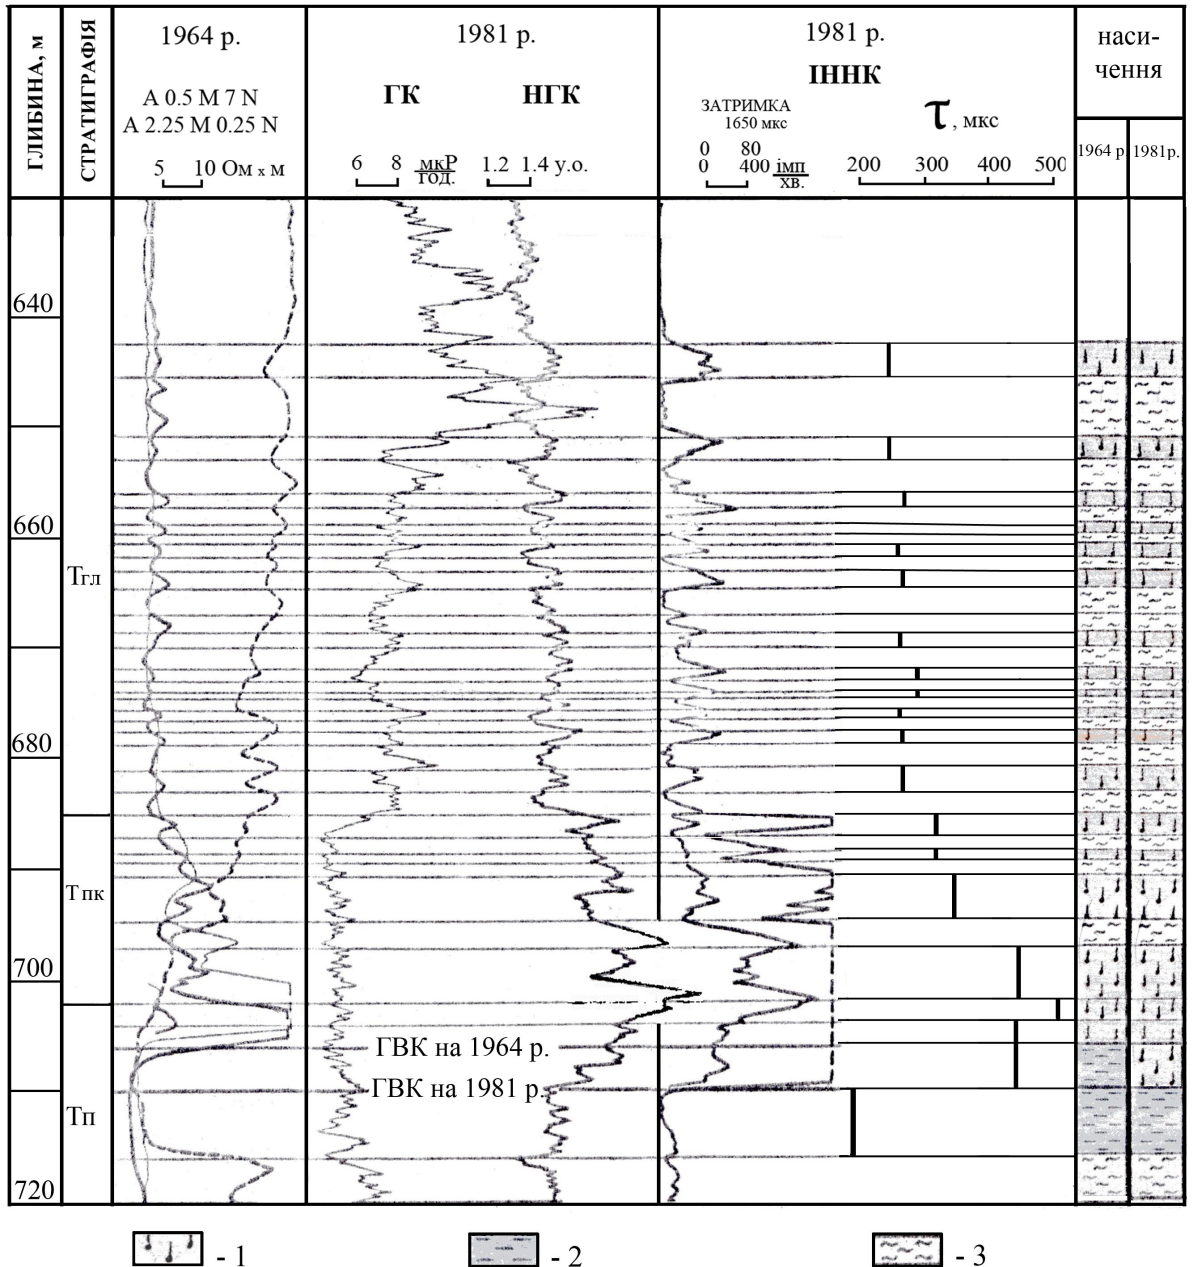 ГЛИБИНА, м
СТРАТИГРАФІЯ
1964 р.
А 0.5 М 7 N
А 2.25 М 0.25 N
5 10 Ом х м
1981 р.
ГК НГК
6 8 мкР
год.
1.2 1.4 у.о.
1981 р.
ІННК
ЗАТРИМКА
1650 мкс
0 80
0 400 імп
хв.
τ, мкс
200 300 400 500
наси-
чення
1964 р. 1981р.
640
660
Tгл
680
T пк
700
ГВК на 1964 р.
ГВК на 1981 р.
Тп
720
- 1
- 2
- 3